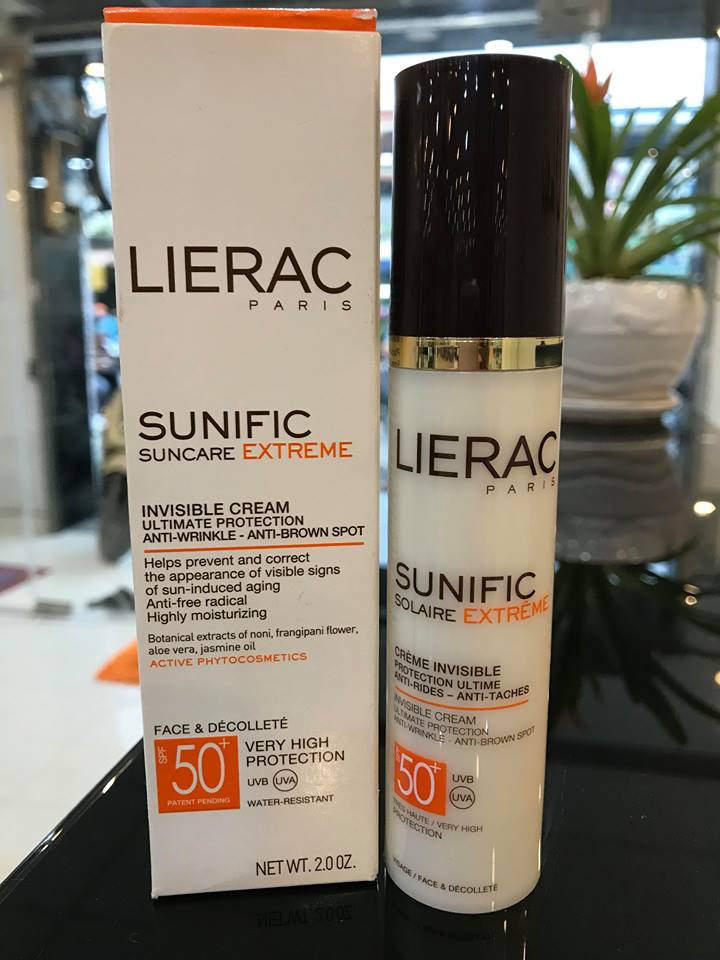 LIERAC
PARIS
SUNIFIC
SUNCARE EXTREME
INVISIBLE CREAM
ULTIMATE PROTECTION
ANTI-WRINKLE - ANTI-BROWN SPOT
Helps prevent and correct
the appearance of visible signs
of sun-induced aging
Anti-free radical
Highly moisturizing
Botanical extracts of noni, frangipani flower,
aloe vera, jasmine oil
ACTIVE PHYTOCOSMETICS
FACE & DÉCOLLETÉ
SPF 50+
PATENT PENDING
VERY HIGH
PROTECTION
UVB UVA
WATER-RESISTANT
NET WT. 2.0 OZ.
LIERAC
PARIS
SUNIFIC
SOLAIRE EXTRÊME
CRÈME INVISIBLE
PROTECTION ULTIME
ANTI-RIDES – ANTI-TACHES
INVISIBLE CREAM
ULTIMATE PROTECTION
ANTI-WRINKLE - ANTI-BROWN SPOT
50+
UVB
UVA
TRÈS HAUTE / VERY HIGH
PROTECTION
VISAGE / FACE & DÉCOLLETÉ